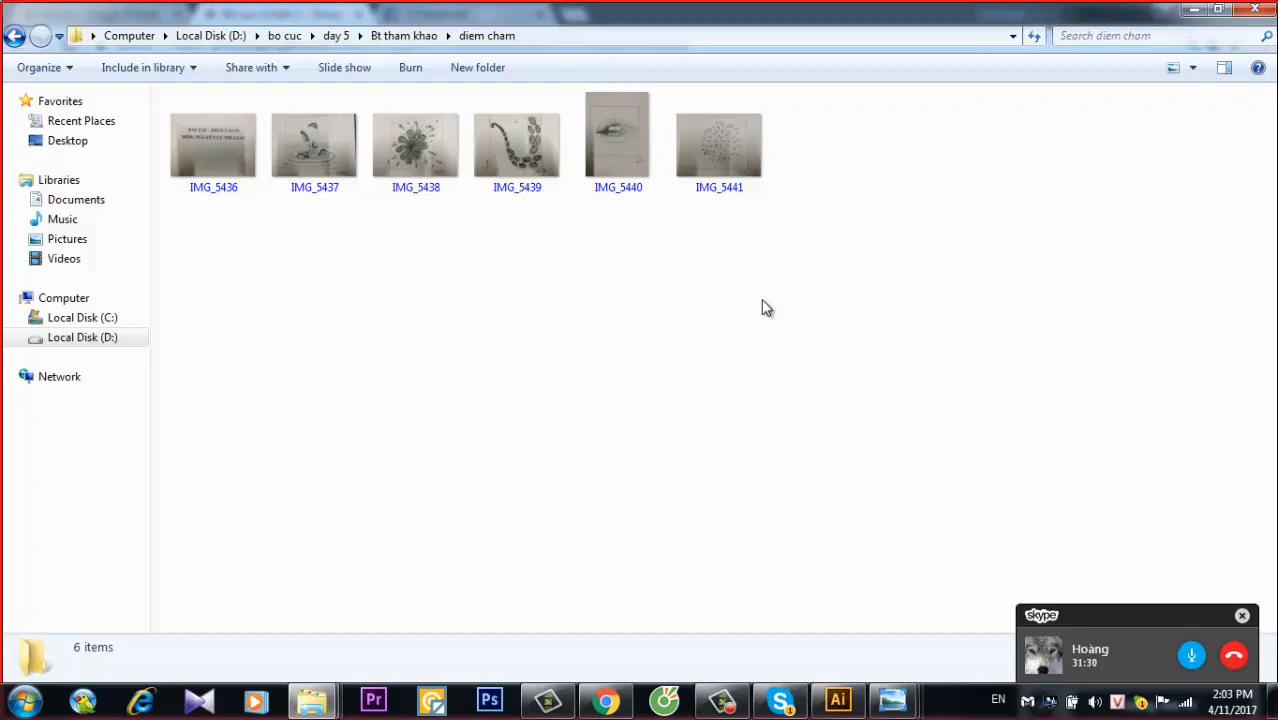 Computer
Local Disk (D:)
bo cuc
day 5
Bt tham khao
diem cham
Search diem cham
Organize
Include in library
Share with
Slide show
Burn
New folder
Favorites
Recent Places
Desktop
Libraries
Documents
Music
Pictures
Videos
Computer
Local Disk (C:)
Local Disk (D:)
Network
IMG_5436
IMG_5437
IMG_5438
IMG_5439
IMG_5440
IMG_5441
6 items
skype
Hoàng
31:30
Pr
Ps
Ai
EN
V
2:03 PM
4/11/2017